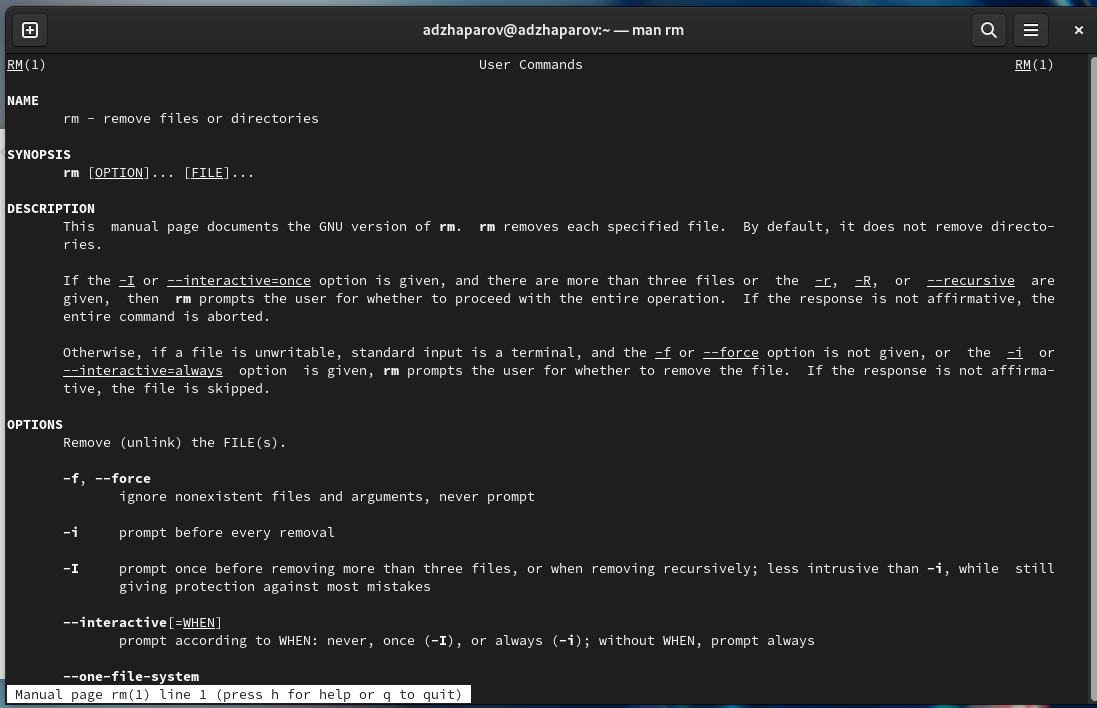 adzhaparov@adzhaparov:~ — man rm
RM(1) User Commands RM(1)
NAME
rm - remove files or directories
SYNOPSIS
rm [OPTION]... [FILE]...
DESCRIPTION
This manual page documents the GNU version of rm. rm removes each specified file. By default, it does not remove directo-
ries.
If the -I or --interactive=once option is given, and there are more than three files or the -r, -R, or --recursive are
given, then rm prompts the user for whether to proceed with the entire operation. If the response is not affirmative, the
entire command is aborted.
Otherwise, if a file is unwritable, standard input is a terminal, and the -f or --force option is not given, or the -i or
--interactive=always option is given, rm prompts the user for whether to remove the file. If the response is not affirma-
tive, the file is skipped.
OPTIONS
Remove (unlink) the FILE(s).
-f, --force
ignore nonexistent files and arguments, never prompt
-i prompt before every removal
-I prompt once before removing more than three files, or when removing recursively; less intrusive than -i, while still
giving protection against most mistakes
--interactive[=WHEN]
prompt according to WHEN: never, once (-I), or always (-i); without WHEN, prompt always
--one-file-system
Manual page rm(1) line 1 (press h for help or q to quit)